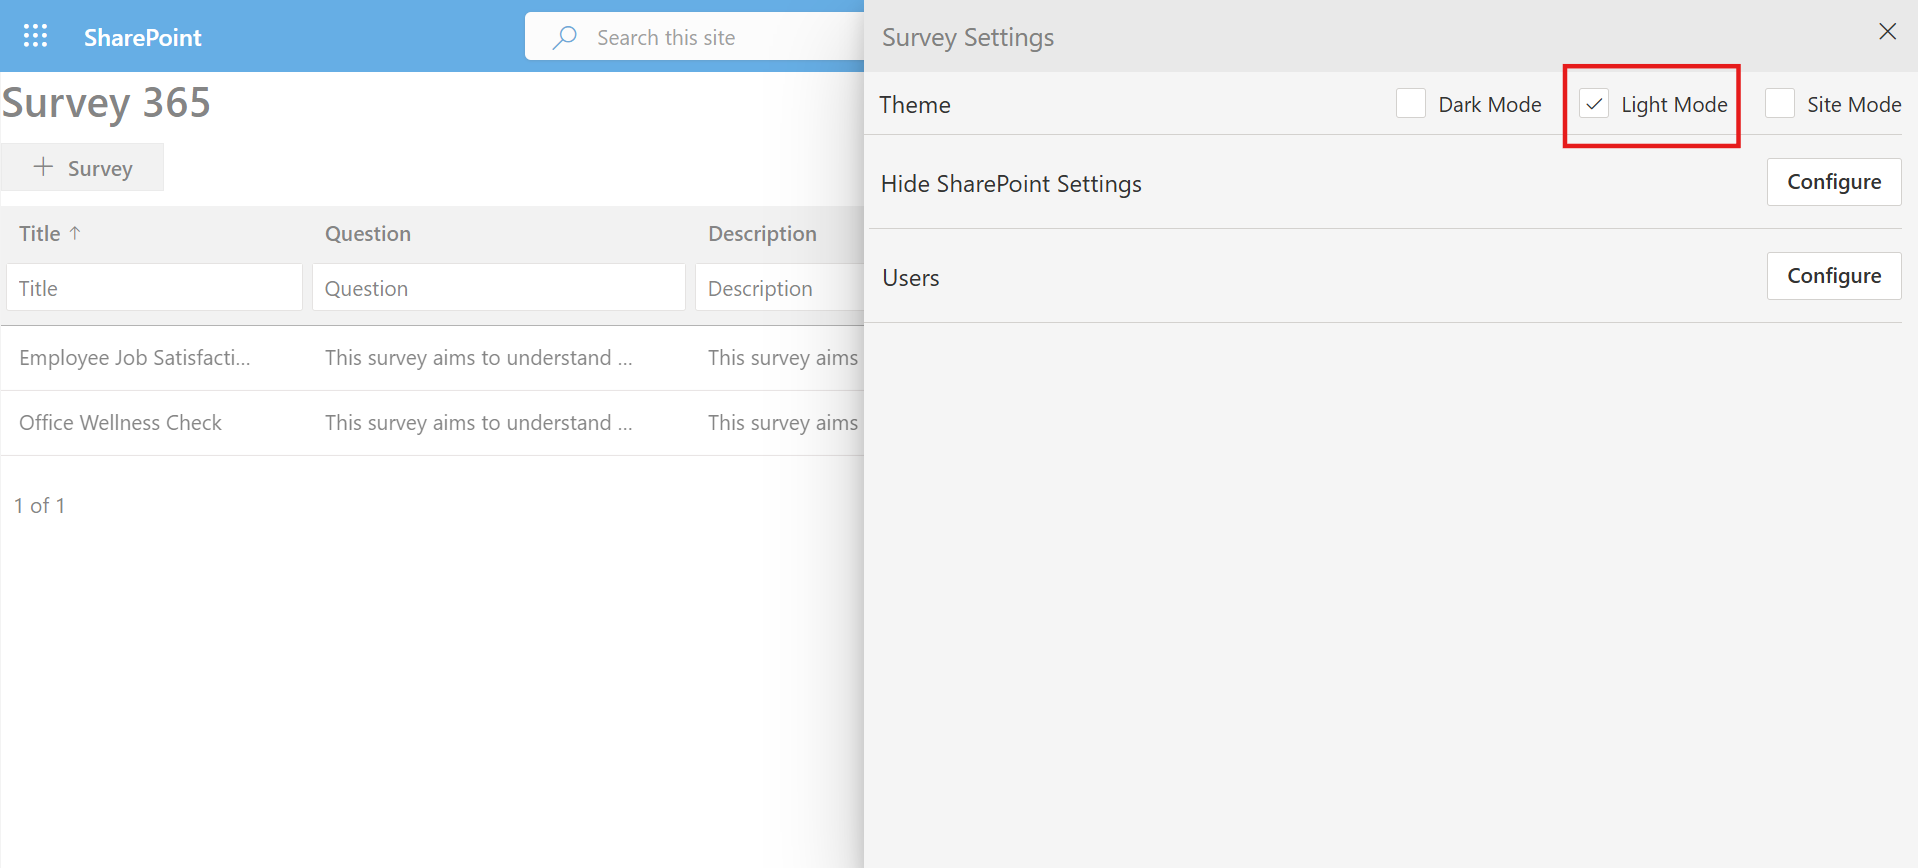 SharePoint
Search this site
Survey 365
Survey
Title Question Description
Title Question Description
Employee Job Satisfacti... This survey aims to understand ... This survey aims
Office Wellness Check This survey aims to understand ... This survey aims
1 of 1
Survey Settings
Theme Dark Mode Light Mode Site Mode
Hide SharePoint Settings Configure
Users Configure